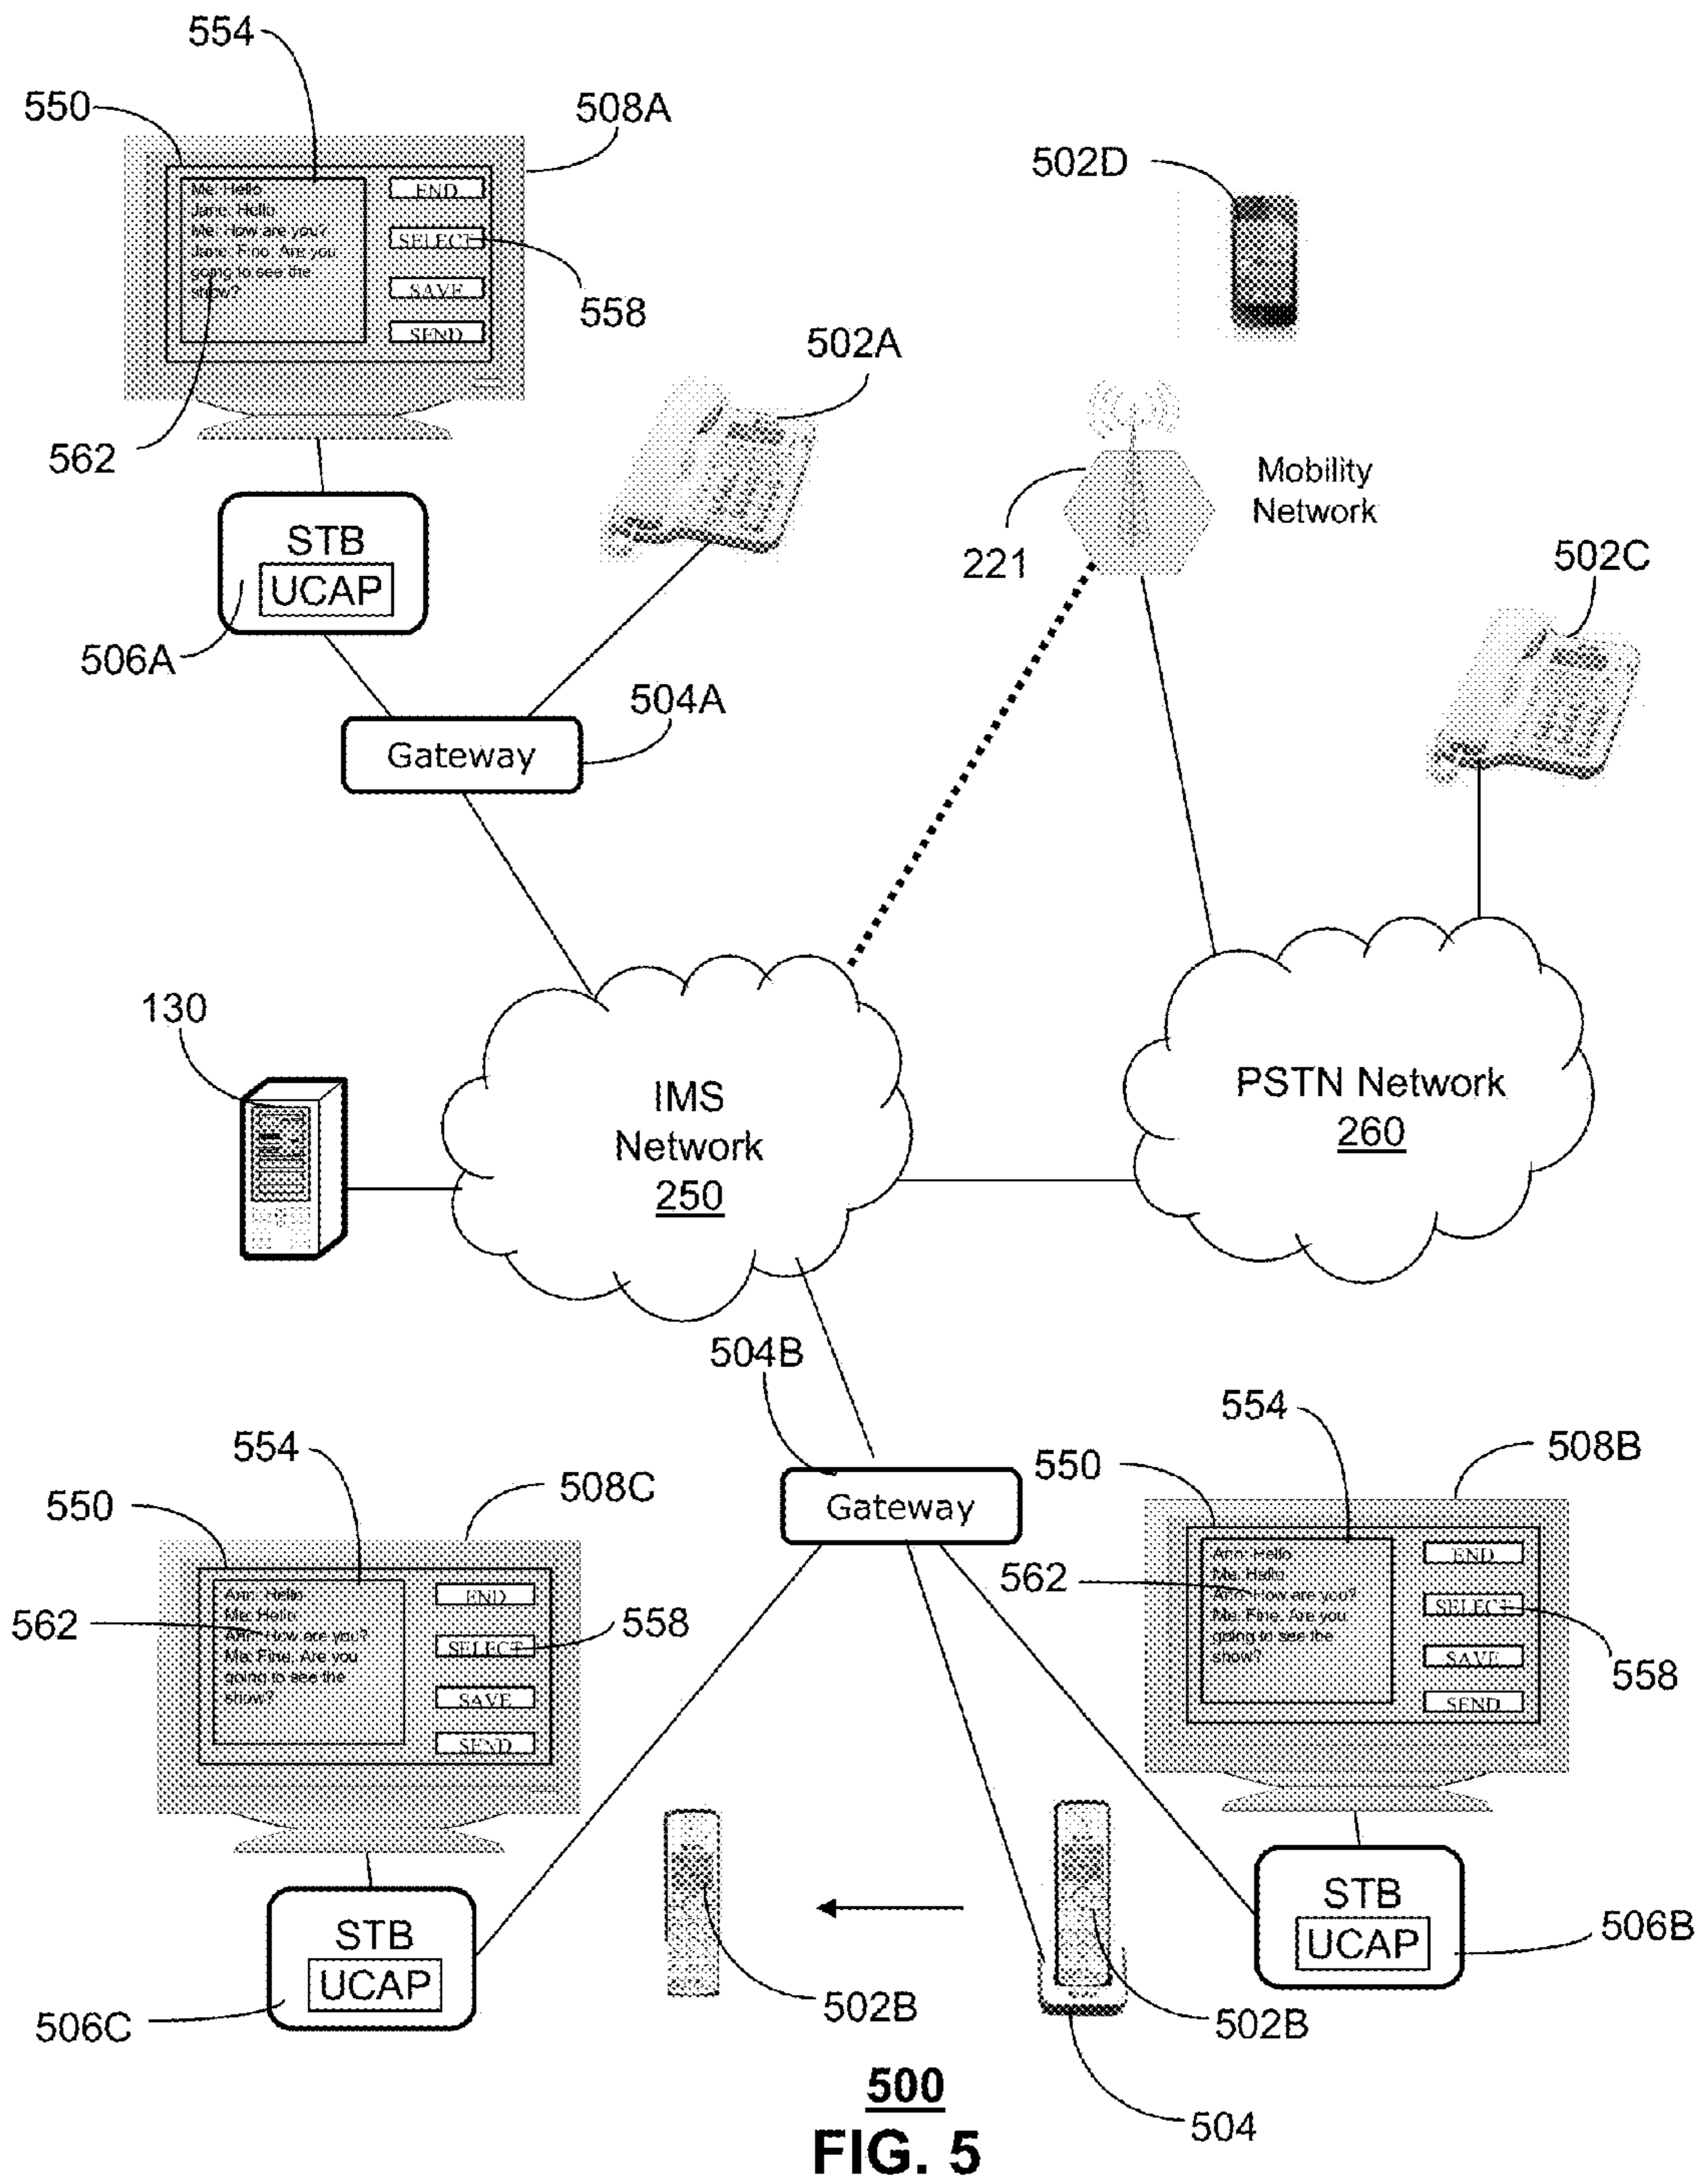 554
550
508A
Me: Hello
Jane: Hello
Me: How are you?
Jane: Fine. Are you
going to see the
show?
END
SELECT
SAVE
SEND
558
562
502D
502A
STB
UCAP
506A
504A
Gateway
221
Mobility
Network
502C
130
IMS
Network
250
PSTN Network
260
504B
Gateway
554
550
508C
Ann: Hello
Me: Hello
Ann: How are you?
Me: Fine. Are you
going to see the
show?
END
SELECT
SAVE
SEND
562
558
STB
UCAP
506C
554
550
508B
Ann: Hello
Me: Hello
Ann: How are you?
Me: Fine. Are you
going to see the
show?
END
SELECT
SAVE
SEND
562
558
STB
UCAP
506B
502B
502B
504
500
FIG. 5